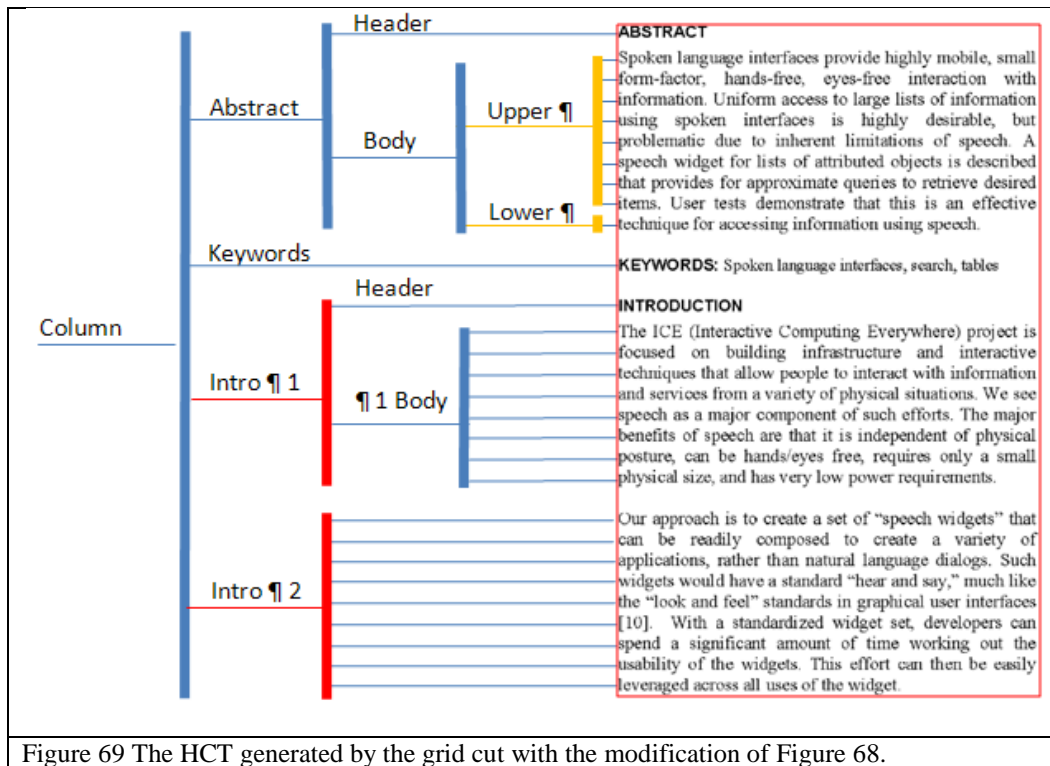 Header
Abstract
Body
Upper ¶
Lower ¶
Keywords
Header
Column
Intro ¶ 1
¶ 1 Body
Intro ¶ 2
ABSTRACT
Spoken language interfaces provide highly mobile, small
form-factor, hands-free, eyes-free interaction with
information. Uniform access to large lists of information
using spoken interfaces is highly desirable, but
problematic due to inherent limitations of speech. A
speech widget for lists of attributed objects is described
that provides for approximate queries to retrieve desired
items. User tests demonstrate that this is an effective
technique for accessing information using speech.
KEYWORDS: Spoken language interfaces, search, tables
INTRODUCTION
The ICE (Interactive Computing Everywhere) project is
focused on building infrastructure and interactive
techniques that allow people to interact with information
and services from a variety of physical situations. We see
speech as a major component of such efforts. The major
benefits of speech are that it is independent of physical
posture, can be hands/eyes free, requires only a small
physical size, and has very low power requirements.
Our approach is to create a set of “speech widgets” that
can be readily composed to create a variety of
applications, rather than natural language dialogs. Such
widgets would have a standard “hear and say,” much like
the “look and feel” standards in graphical user interfaces
[10]. With a standardized widget set, developers can
spend a significant amount of time working out the
usability of the widgets. This effort can then be easily
leveraged across all uses of the widget.
Figure 69 The HCT generated by the grid cut with the modification of Figure 68.